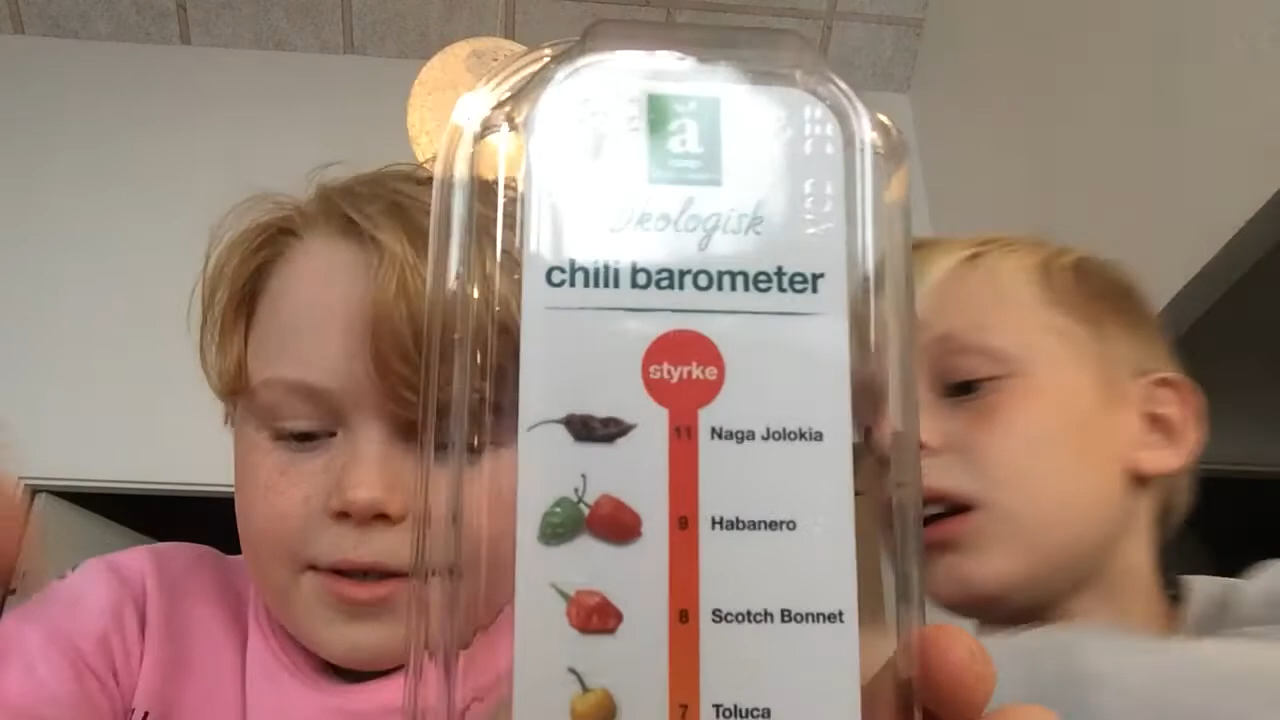 å
Økologisk
chili barometer
styrke
11 Naga Jolokia
9 Habanero
8 Scotch Bonnet
7 Toluca